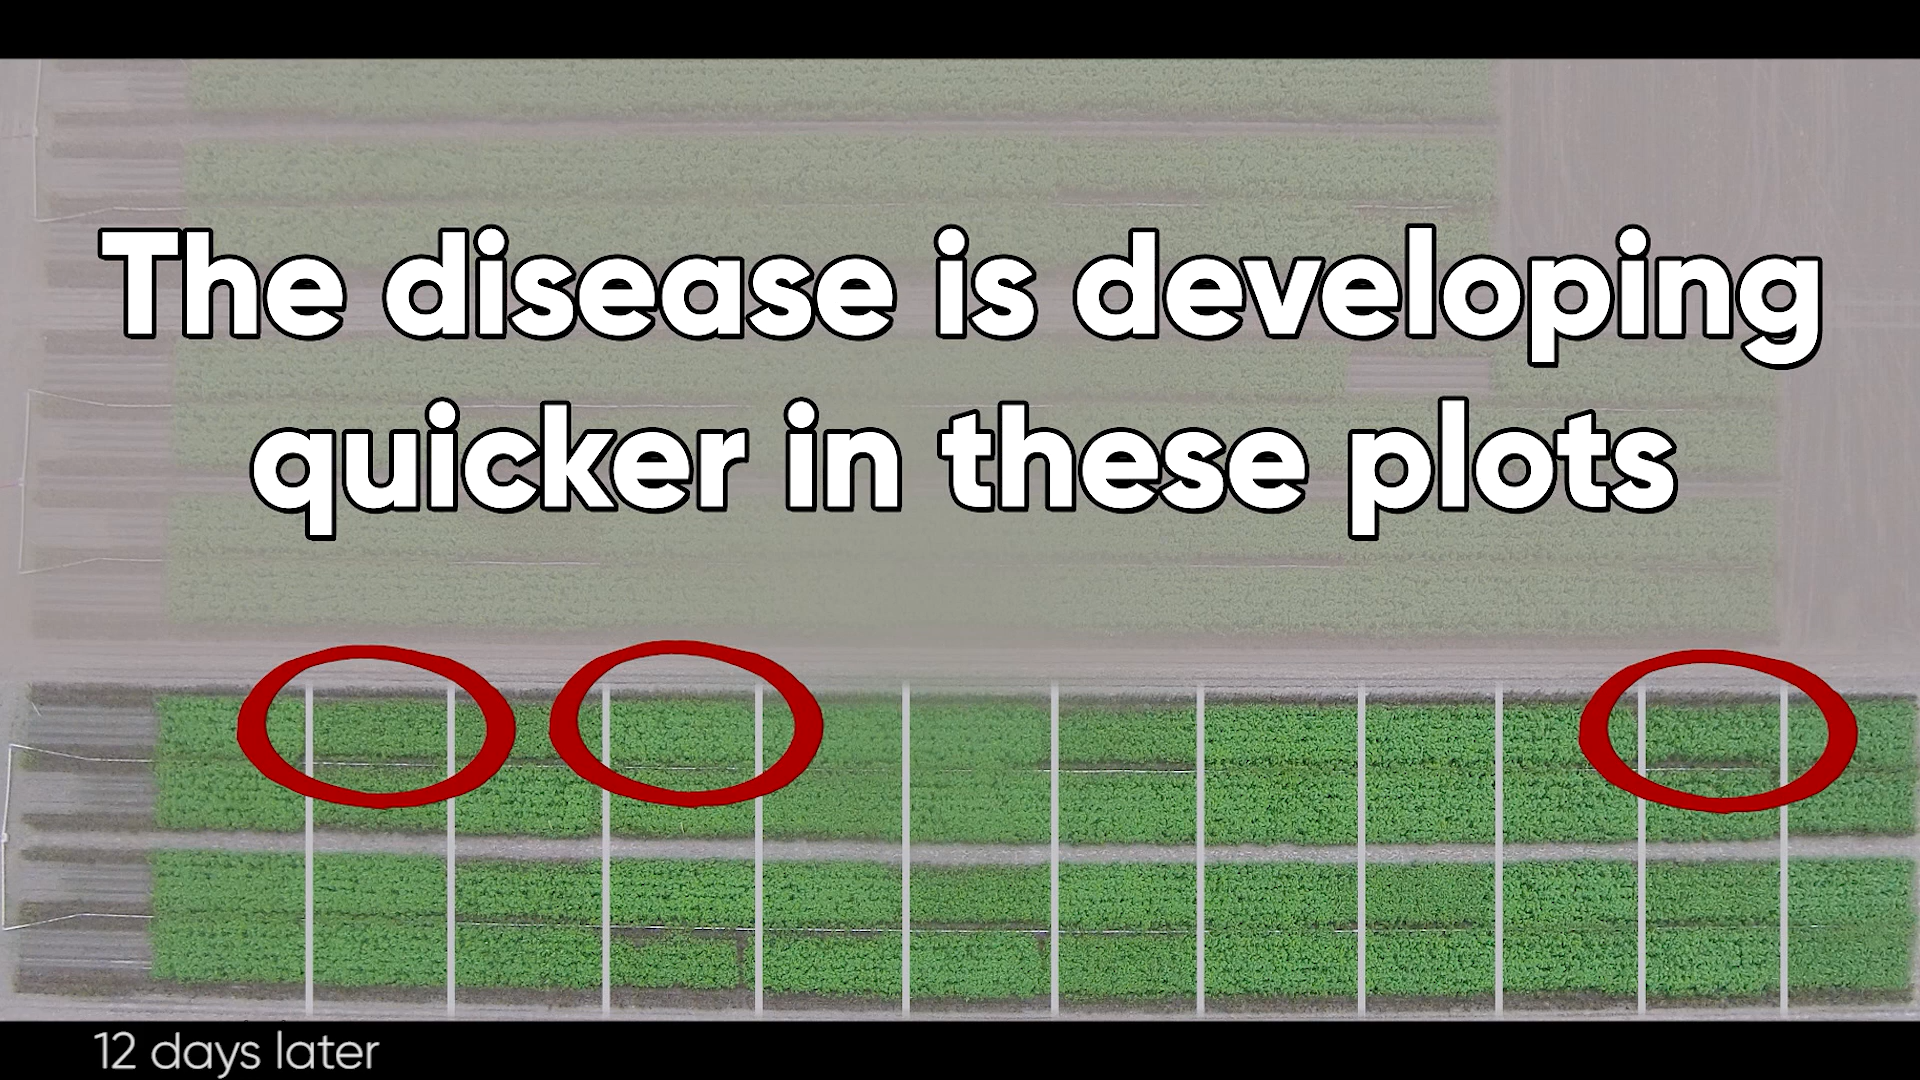 The disease is developing
quicker in these plots
12 days later